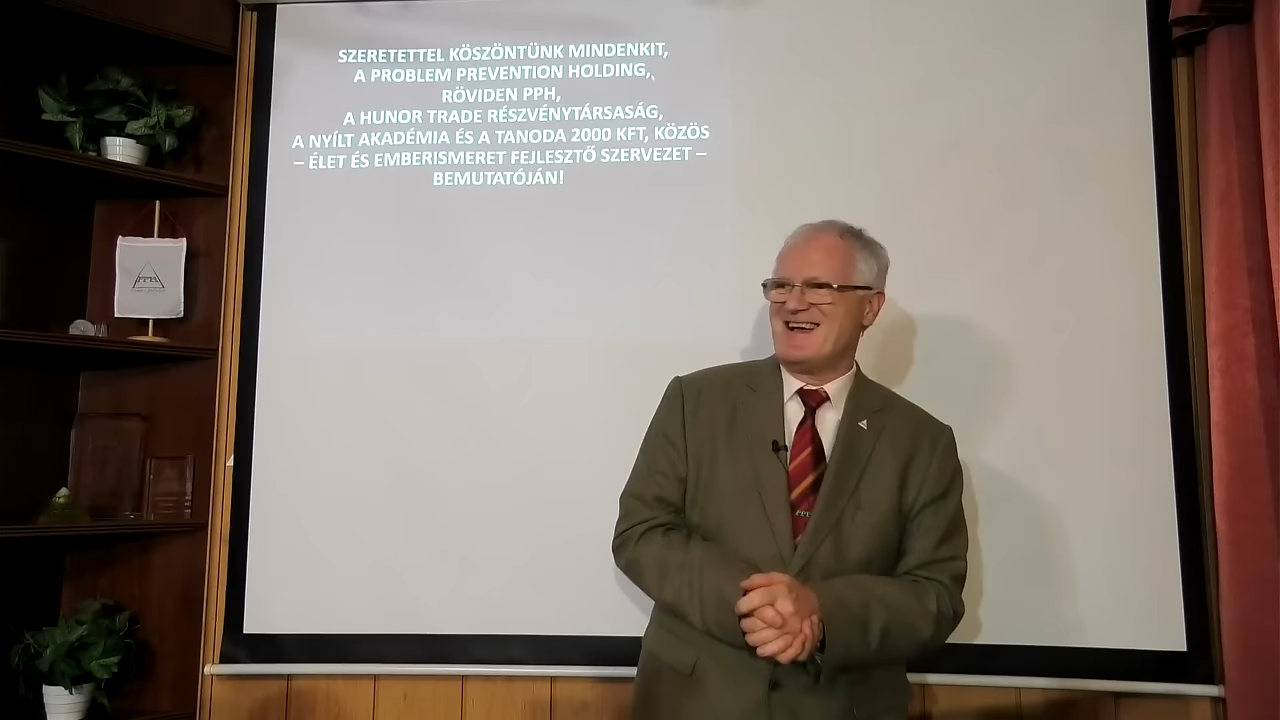 SZERETETTEL KÖSZÖNTÜNK MINDENKIT,
A PROBLEM PREVENTION HOLDING,
RÖVIDEN PPH,
A HUNOR TRADE RÉSZVÉNYTÁRSASÁG,
A NYÍLT AKADÉMIA ÉS A TANODA 2000 KFT, KÖZÖS
– ÉLET ÉS EMBERISMERET FEJLESZTŐ SZERVEZET –
BEMUTATÓJÁN!